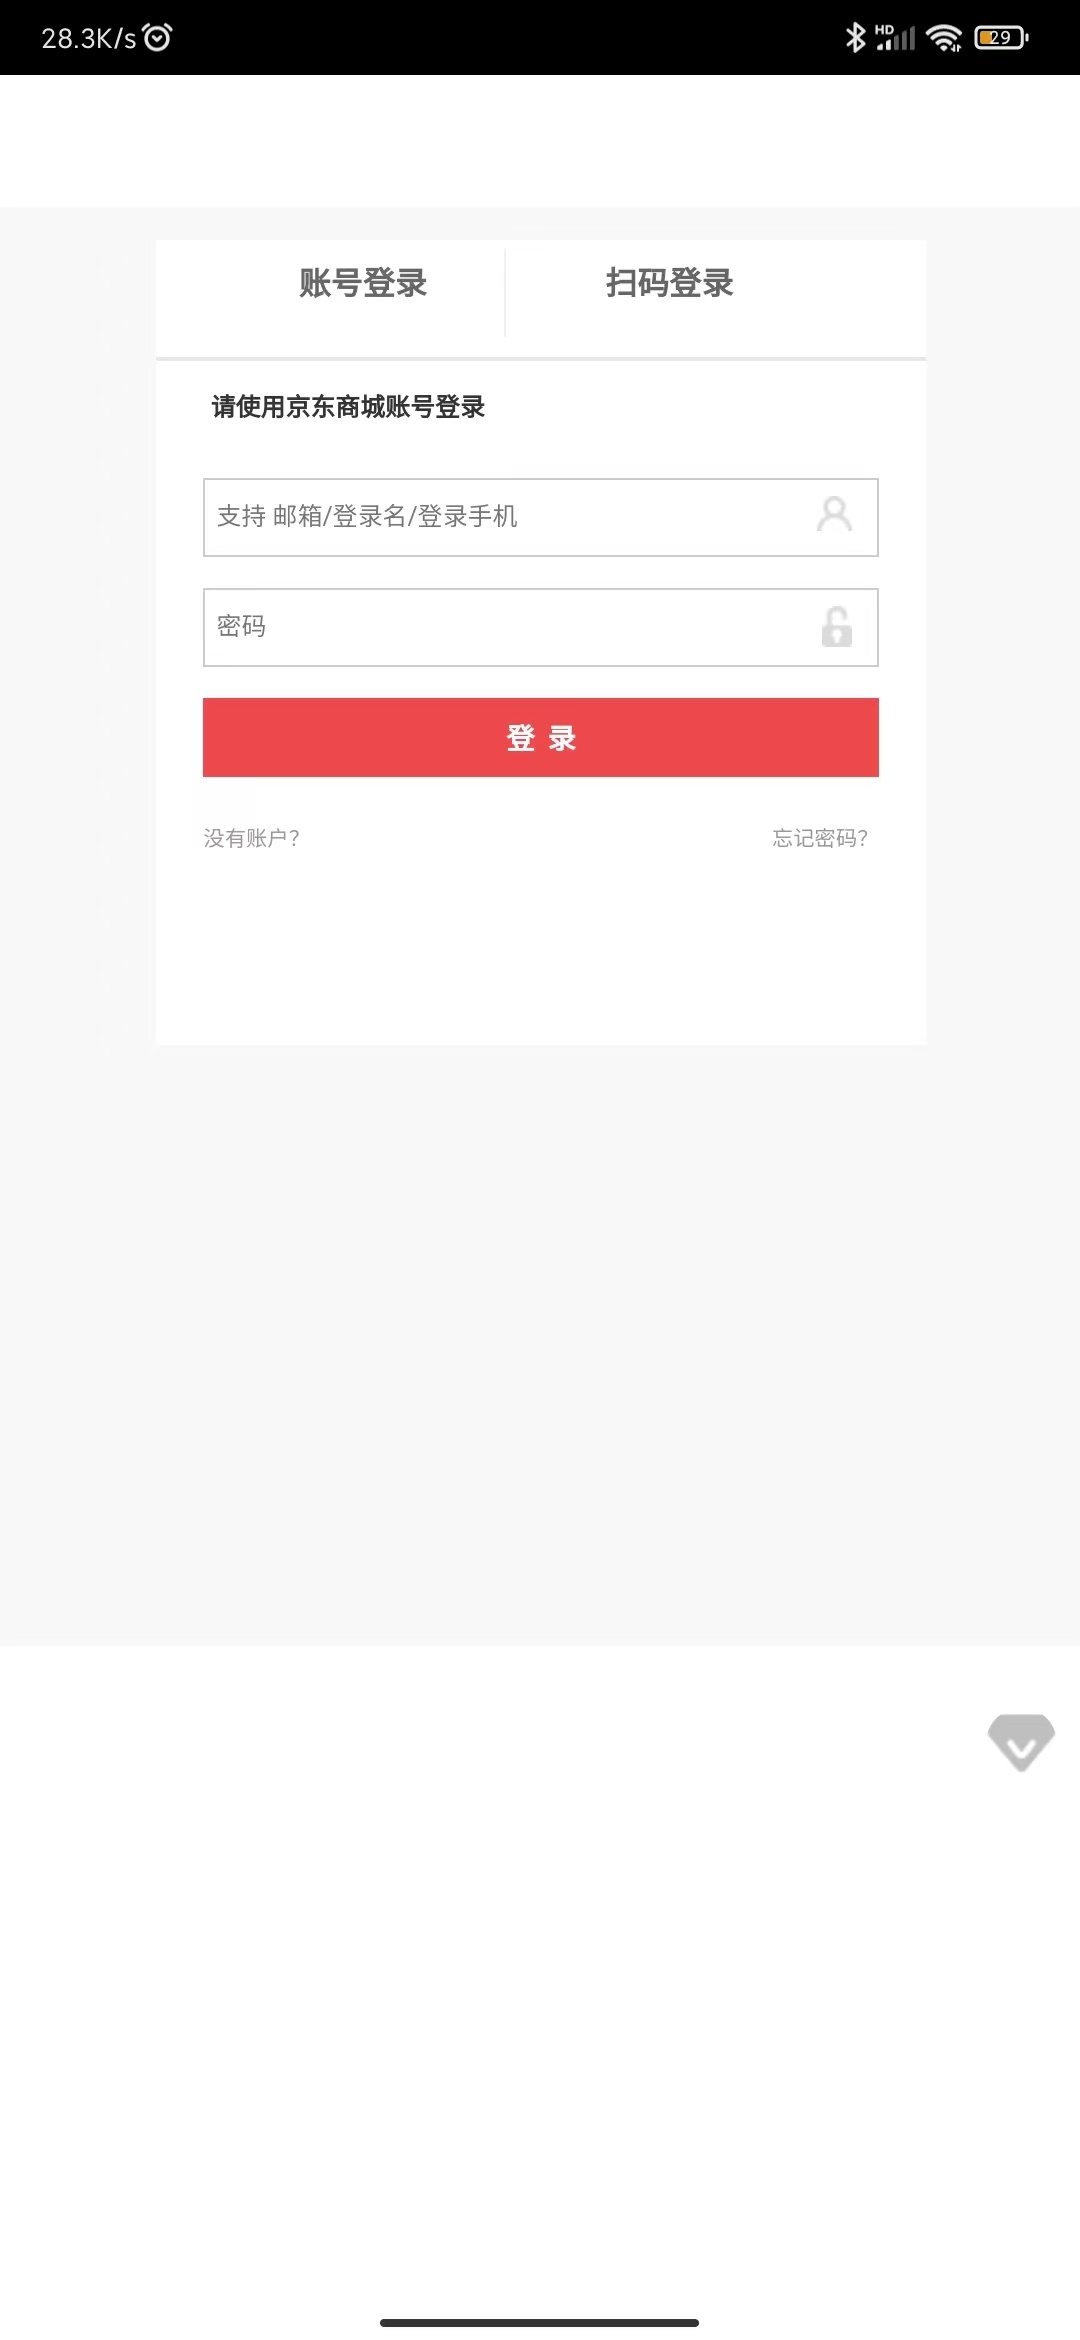 28.3K/s
HD
29
账号登录
扫码登录
请使用京东商城账号登录
支持 邮箱/登录名/登录手机
密码
登 录
没有账户?
忘记密码?